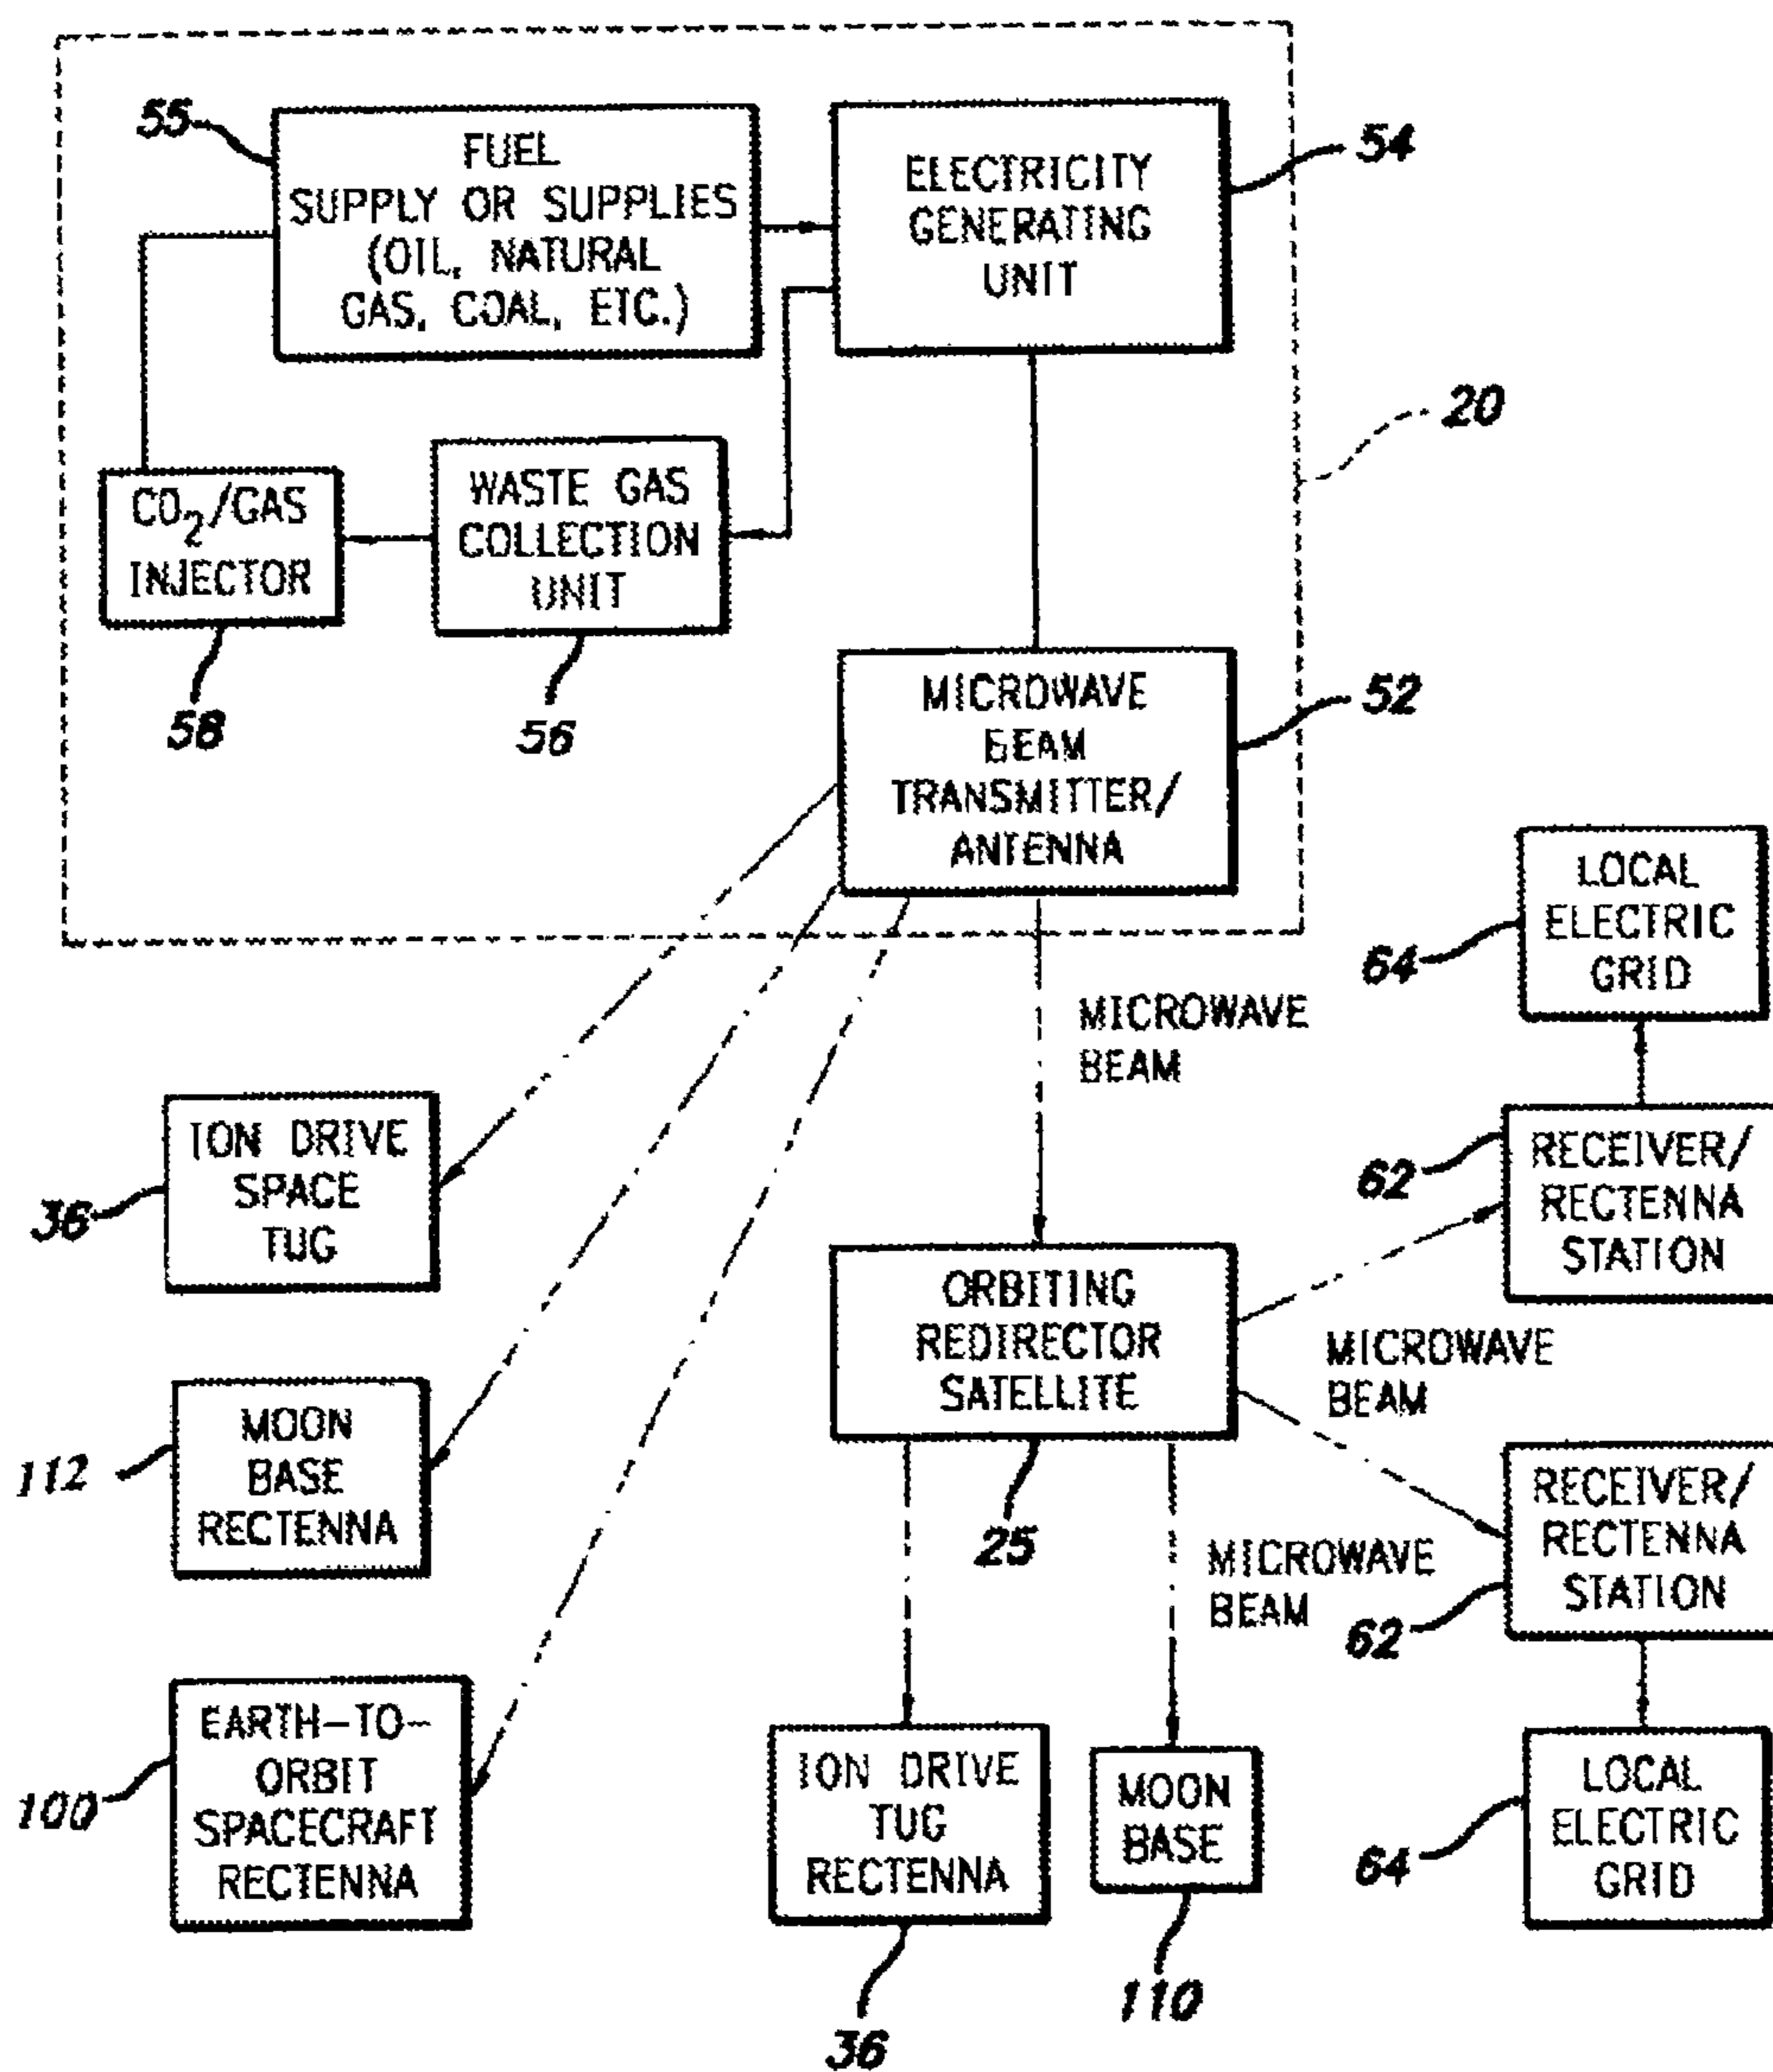 55
FUEL
SUPPLY OR SUPPLIES
(OIL, NATURAL
GAS, COAL, ETC.)
ELECTRICITY
GENERATING
UNIT
54
20
CO2/GAS
INJECTOR
58
WASTE GAS
COLLECTION
UNIT
56
MICROWAVE
BEAM
TRANSMITTER/
ANTENNA
52
LOCAL
ELECTRIC
GRID
64
MICROWAVE
BEAM
ION DRIVE
SPACE
TUG
36
RECEIVER/
RECTENNA
STATION
62
ORBITING
REDIRECTOR
SATELLITE
25
MICROWAVE
BEAM
MOON
BASE
RECTENNA
112
MICROWAVE
BEAM
RECEIVER/
RECTENNA
STATION
62
EARTH-TO-
ORBIT
SPACECRAFT
RECTENNA
100
ION DRIVE
TUG
RECTENNA
36
MOON
BASE
110
LOCAL
ELECTRIC
GRID
64